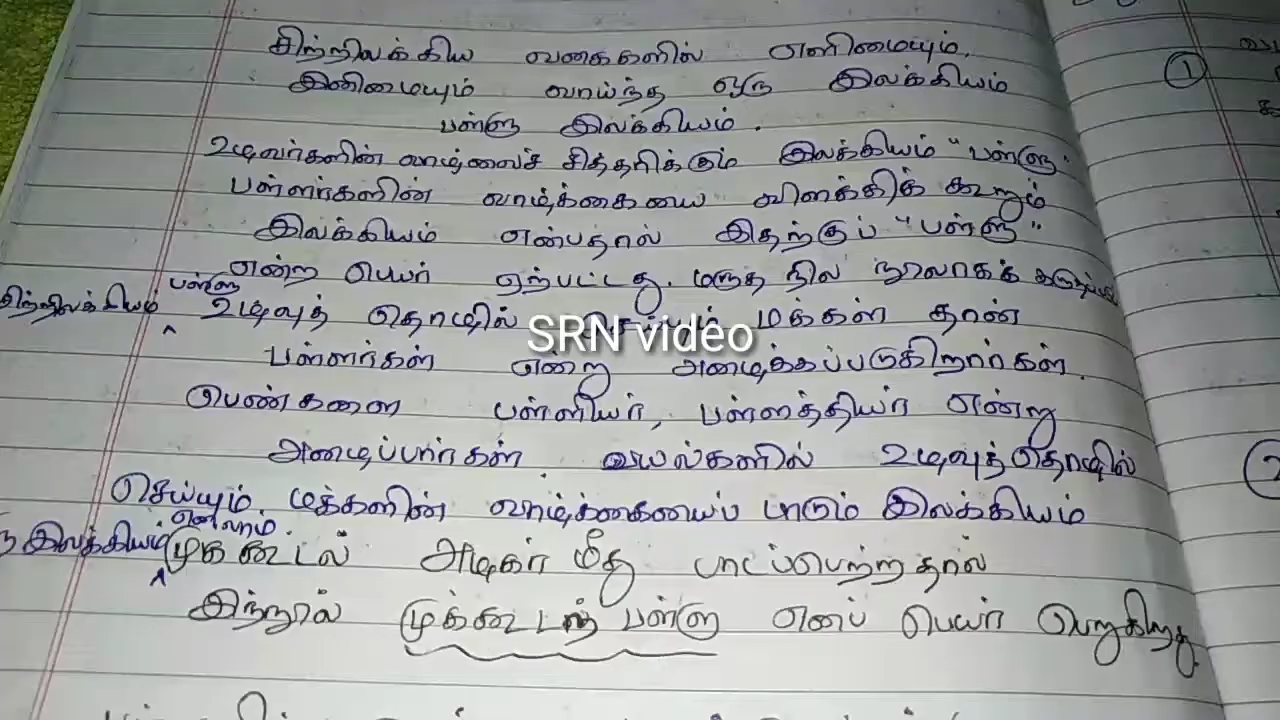 சிற்றிலக்கிய வகைகளில் எளிமையும்,
இனிமையும் வாய்ந்த ஒரு இலக்கியம்
பள்ளு இலக்கியம்.
உழவர்களின் வாழ்வைச் சித்தரிக்கும் இலக்கியம் "பள்ளு"
பள்ளர்களின் வாழ்க்கையை விளக்கிக் கூறும்
இலக்கியம் என்பதால் இதற்குப் "பள்ளு"
என்ற பெயர் ஏற்பட்டது. மருத நில நூலாகக்
சிற்றிலக்கியம் பள்ளு உழவுத் தொழில் செய்யும் மக்கள் தான்
SRN video
பள்ளர்கள் என்று அழைக்கப்படுகிறார்கள்.
பெண்களை பள்ளியர், பள்ளத்தியர் என்று
அழைப்பார்கள். வயல்களில் உழவுத்தொழில்
செய்யும் மக்களின் வாழ்க்கையைப் பாடும் இலக்கியம்
இலக்கியம் எனலாம். முக்கூடல் அழகர் மீது பாடப்பெற்றதால்
இந்நூல் முக்கூடற் பள்ளு எனப் பெயர் பெறுகிறது.
1
2